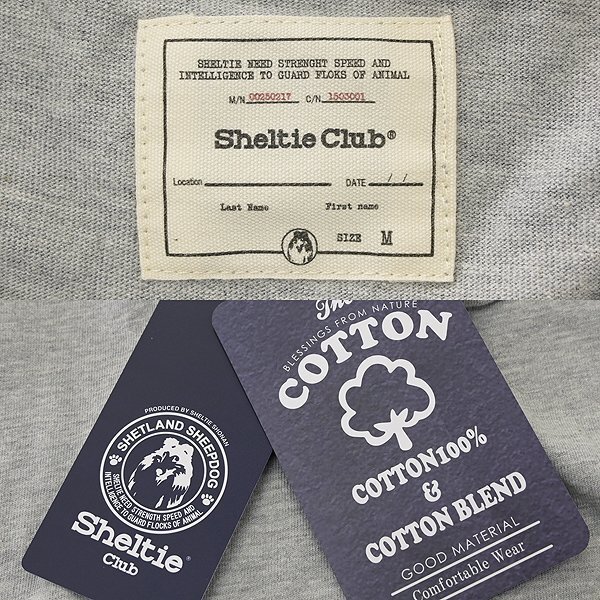 SHELTIE NEED STRENGHT SPEED AND
INTELLIGENCE TO GUARD FLOKS OF ANIMAL
M/N 00250217 C/N 1503001
Sheltie Club®
Location DATE / /
Last Name First name
SIZE M
PRODUCED BY SHELTIE SHOHAN
SHETLAND SHEEPDOG
SHELTIE NEED STRENGTH SPEED AND
INTELLIGENCE TO GUARD FLOCKS OF ANIMAL
Sheltie®
Club
The
BLESSINGS FROM NATURE
COTTON
COTTON100%
&
COTTON BLEND
GOOD MATERIAL
Comfortable Wear